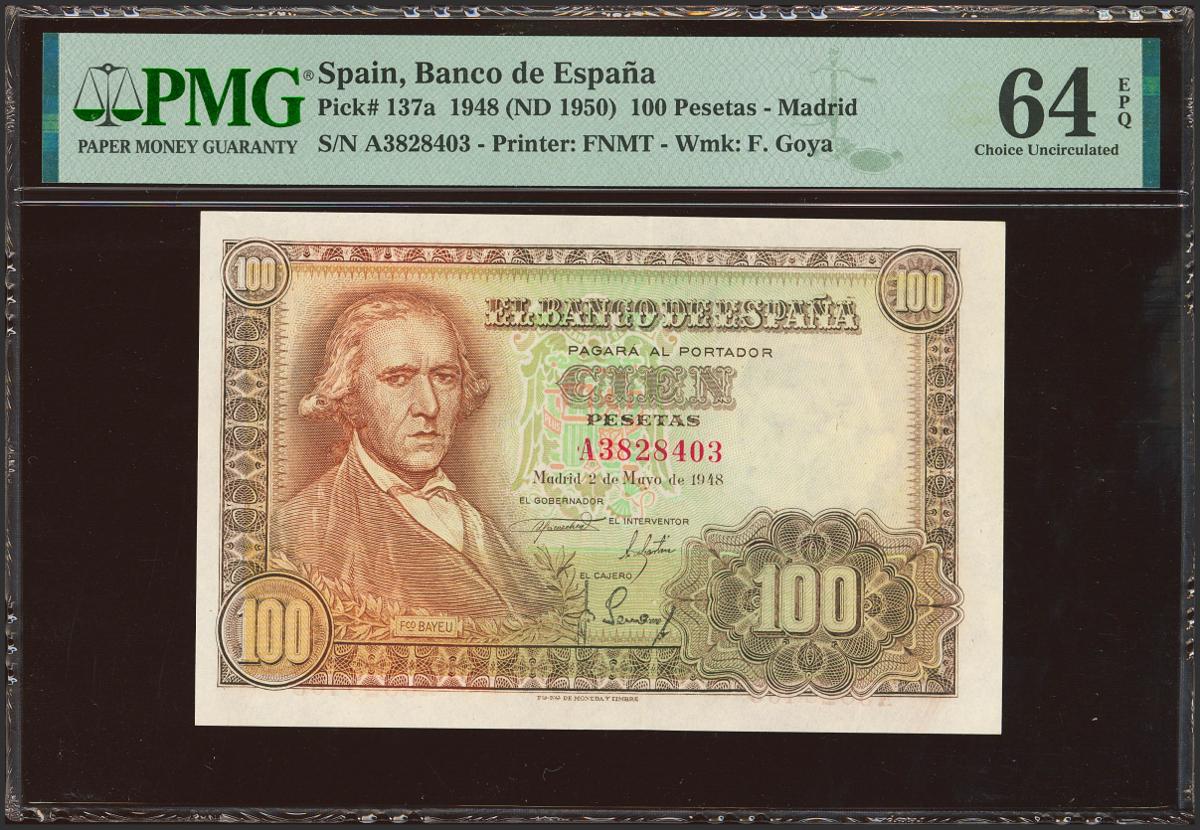 PMG® Spain, Banco de España
Pick# 137a 1948 (ND 1950) 100 Pesetas - Madrid
PAPER MONEY GUARANTY S/N A3828403 - Printer: FNMT - Wmk: F. Goya
64 EPQ
Choice Uncirculated
100 100
EL BANCO DE ESPAÑA
PAGARÁ AL PORTADOR
CIEN
PESETAS
A3828403
Madrid 2 de Mayo de 1948
EL GOBERNADOR
EL INTERVENTOR
EL CAJERO
100 100
Fco BAYEU